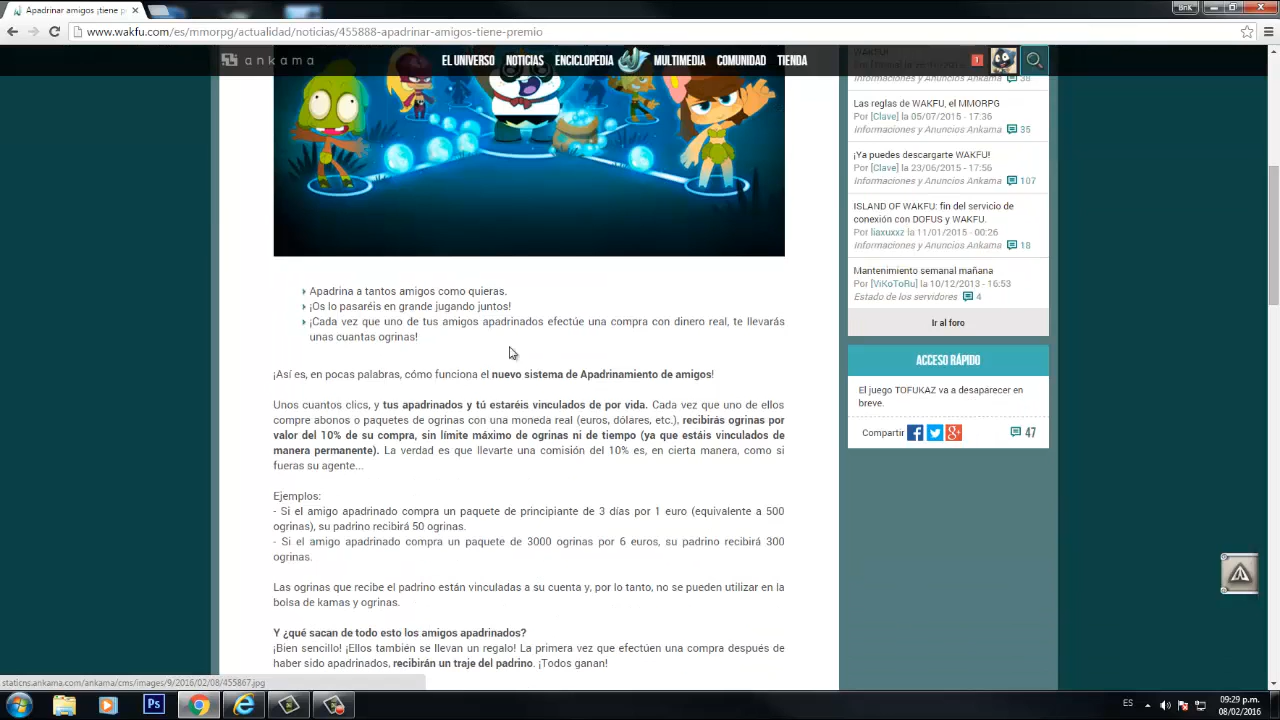 Apadrinar amigos ¡tiene p
BriK
www.wakfu.com/es/mmorpg/actualidad/noticias/455888-apadrinar-amigos-tiene-premio
ankama
EL UNIVERSO
NOTICIAS
ENCICLOPEDIA
MULTIMEDIA
COMUNIDAD
TIENDA
1
Informaciones y Anuncios Ankama 38
Las reglas de WAKFU, el MMORPG
Por [Clave] la 05/07/2015 - 17:36
Informaciones y Anuncios Ankama 35
¡Ya puedes descargarte WAKFU!
Por [Clave] la 23/06/2015 - 17:56
Informaciones y Anuncios Ankama 107
ISLAND OF WAKFU: fin del servicio de
conexión con DOFUS y WAKFU.
Por liaxuxxz la 11/01/2015 - 00:26
Informaciones y Anuncios Ankama 18
Mantenimiento semanal mañana
Por [ViKoToRu] la 10/12/2013 - 16:53
Estado de los servidores 4
Ir al foro
ACCESO RÁPIDO
El juego TOFUKAZ va a desaparecer en
breve.
Compartir
47
Apadrina a tantos amigos como quieras.
¡Os lo pasaréis en grande jugando juntos!
¡Cada vez que uno de tus amigos apadrinados efectúe una compra con dinero real, te llevarás
unas cuantas ogrinas!
¡Así es, en pocas palabras, cómo funciona el nuevo sistema de Apadrinamiento de amigos!
Unos cuantos clics, y tus apadrinados y tú estaréis vinculados de por vida. Cada vez que uno de ellos
compre abonos o paquetes de ogrinas con una moneda real (euros, dólares, etc.), recibirás ogrinas por
valor del 10% de su compra, sin límite máximo de ogrinas ni de tiempo (ya que estáis vinculados de
manera permanente). La verdad es que llevarte una comisión del 10% es, en cierta manera, como si
fueras su agente...
Ejemplos:
- Si el amigo apadrinado compra un paquete de principiante de 3 días por 1 euro (equivalente a 500
ogrinas), su padrino recibirá 50 ogrinas.
- Si el amigo apadrinado compra un paquete de 3000 ogrinas por 6 euros, su padrino recibirá 300
ogrinas.
Las ogrinas que recibe el padrino están vinculadas a su cuenta y, por lo tanto, no se pueden utilizar en la
bolsa de kamas y ogrinas.
Y ¿qué sacan de todo esto los amigos apadrinados?
¡Bien sencillo! ¡Ellos también se llevan un regalo! La primera vez que efectúen una compra después de
haber sido apadrinados, recibirán un traje del padrino. ¡Todos ganan!
staticns.ankama.com/wakfu/cms/images/9/2016/02/08/455867.jpg
Ps
ES
09:29 p.m.
08/02/2016